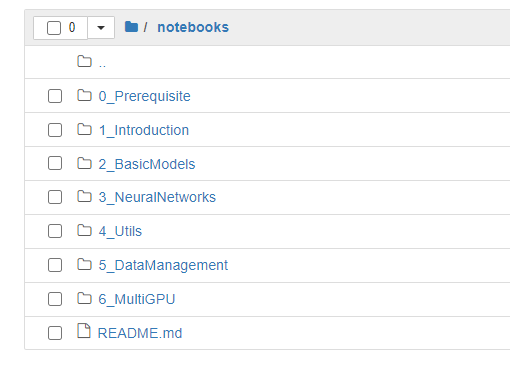 0 / notebooks
..
0_Prerequisite
1_Introduction
2_BasicModels
3_NeuralNetworks
4_Utils
5_DataManagement
6_MultiGPU
README.md